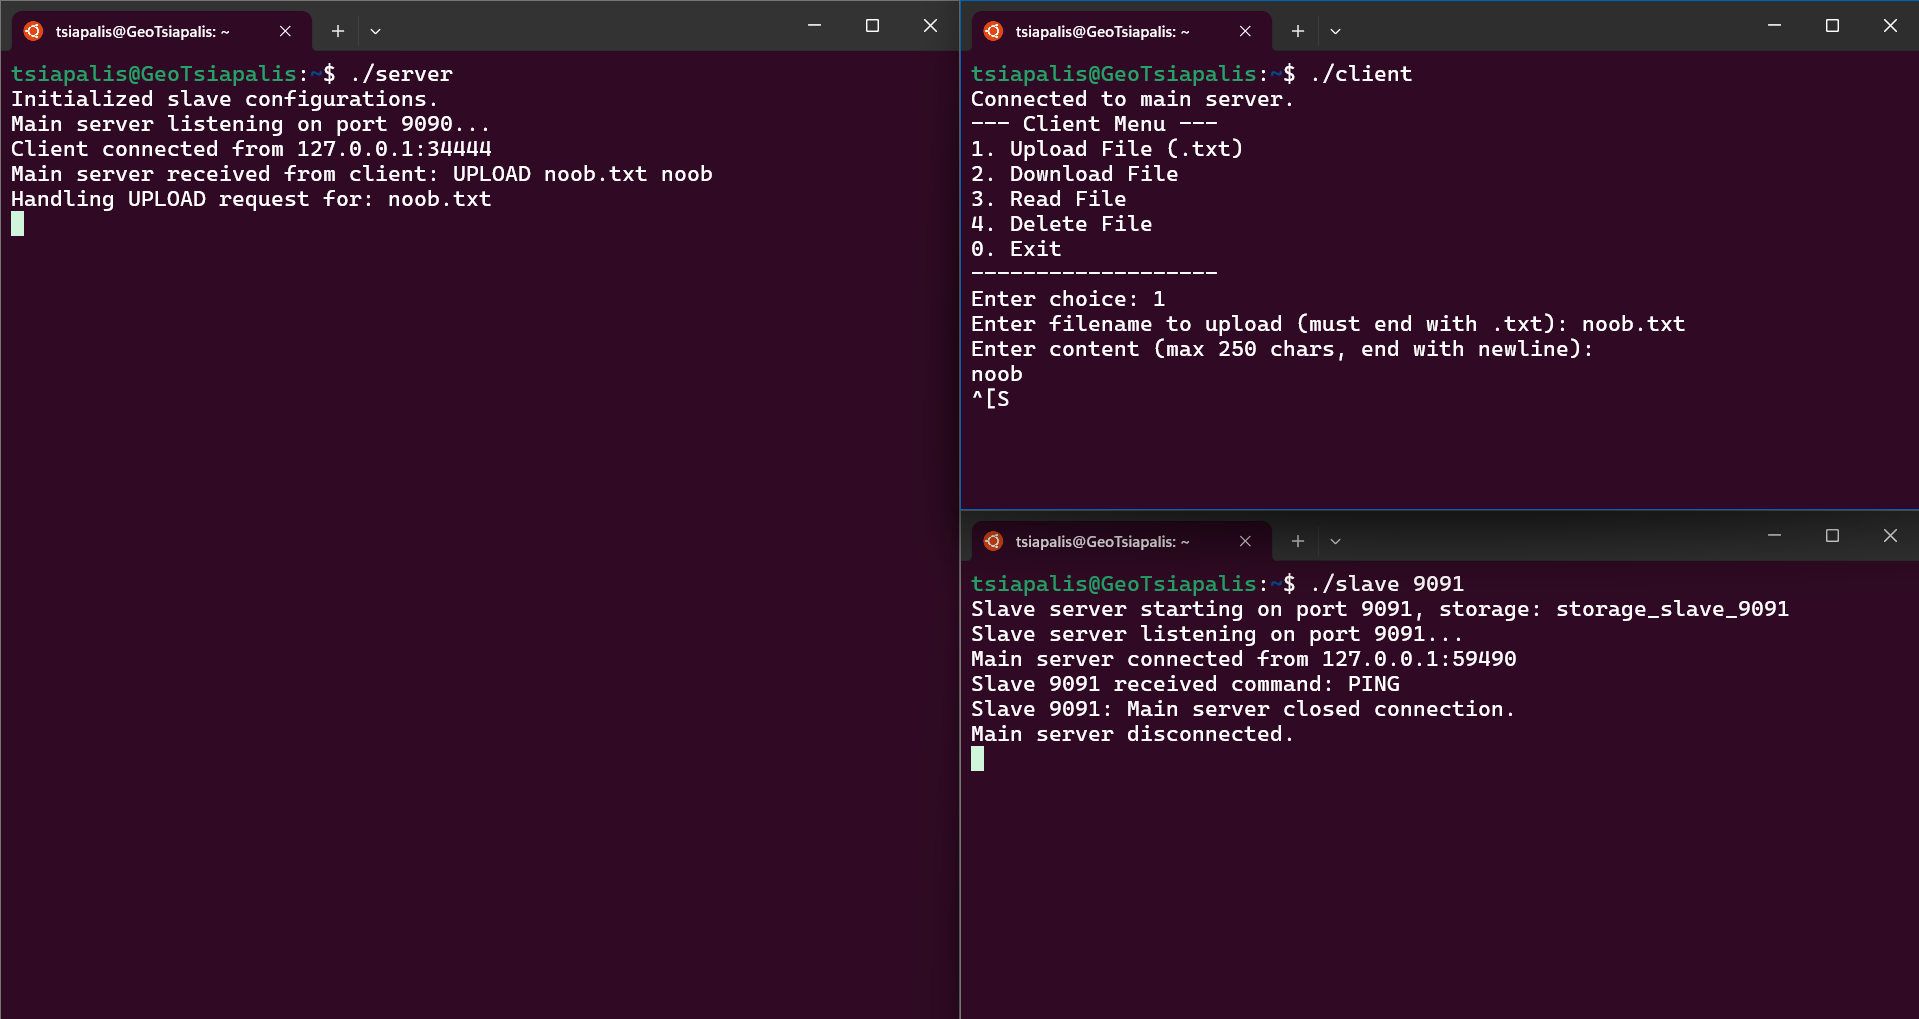 tsiapalis@GeoTsiapalis: ~
tsiapalis@GeoTsiapalis:~$ ./server
Initialized slave configurations.
Main server listening on port 9090...
Client connected from 127.0.0.1:34444
Main server received from client: UPLOAD noob.txt noob
Handling UPLOAD request for: noob.txt
tsiapalis@GeoTsiapalis: ~
tsiapalis@GeoTsiapalis:~$ ./client
Connected to main server.
--- Client Menu ---
1. Upload File (.txt)
2. Download File
3. Read File
4. Delete File
0. Exit
-------------------
Enter choice: 1
Enter filename to upload (must end with .txt): noob.txt
Enter content (max 250 chars, end with newline):
noob
^[S
tsiapalis@GeoTsiapalis: ~
tsiapalis@GeoTsiapalis:~$ ./slave 9091
Slave server starting on port 9091, storage: storage_slave_9091
Slave server listening on port 9091...
Main server connected from 127.0.0.1:59490
Slave 9091 received command: PING
Slave 9091: Main server closed connection.
Main server disconnected.